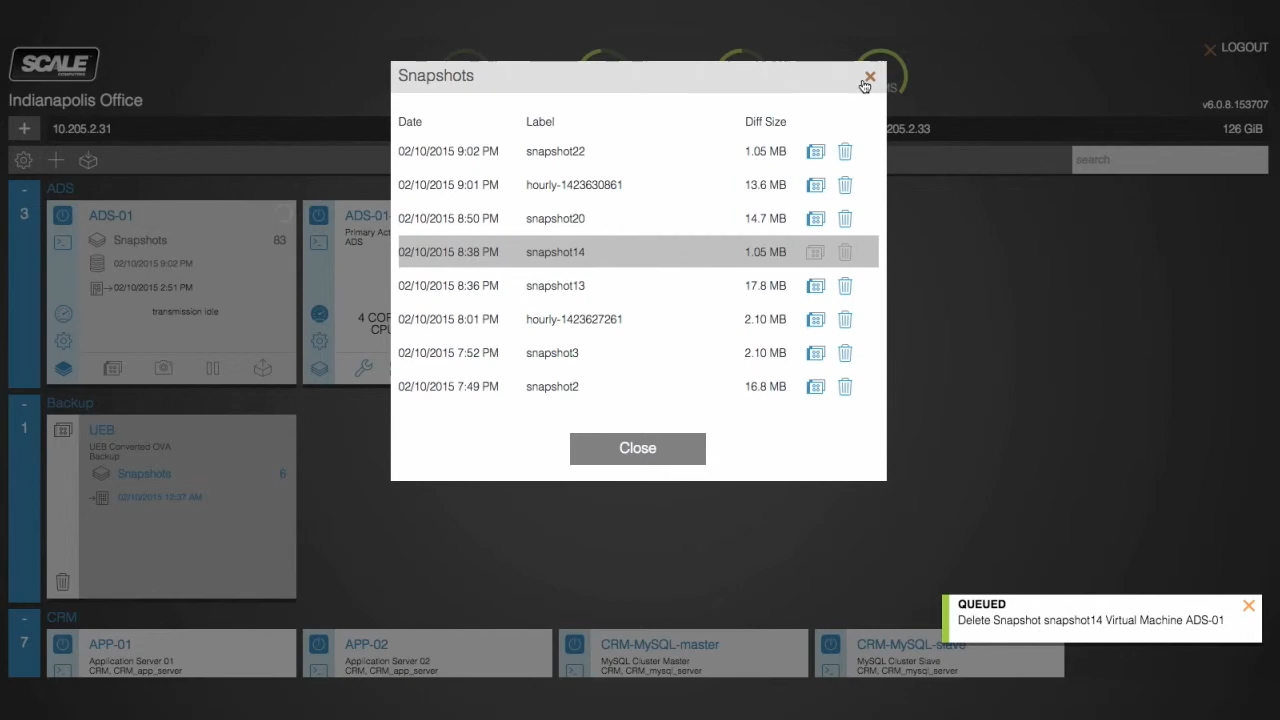 SCALE
COMPUTING
LOGOUT
Indianapolis Office
v6.0.8.153707
10.205.2.31
205.2.33
126 GiB
search
Snapshots
Date Label Diff Size
02/10/2015 9:02 PM snapshot22 1.05 MB
02/10/2015 9:01 PM hourly-1423630861 13.6 MB
02/10/2015 8:50 PM snapshot20 14.7 MB
02/10/2015 8:38 PM snapshot14 1.05 MB
02/10/2015 8:36 PM snapshot13 17.8 MB
02/10/2015 8:01 PM hourly-1423627261 2.10 MB
02/10/2015 7:52 PM snapshot3 2.10 MB
02/10/2015 7:49 PM snapshot2 16.8 MB
Close
-
3
ADS
ADS-01
Snapshots 83
02/10/2015 9:02 PM
02/10/2015 2:51 PM
transmission idle
ADS-01
Primary Act
ADS
4 COR
CPU
-
1
Backup
UEB
UEB Converted OVA
Backup
Snapshots 6
02/10/2015 12:37 AM
-
7
CRM
APP-01
Application Server 01
CRM, CRM_app_server
APP-02
Application Server 02
CRM, CRM_app_server
CRM-MySQL-master
MySQL Cluster Master
CRM, CRM_mysql_server
CRM-MySQL-slave
MySQL Cluster Slave
CRM, CRM_mysql_server
QUEUED
Delete Snapshot snapshot14 Virtual Machine ADS-01